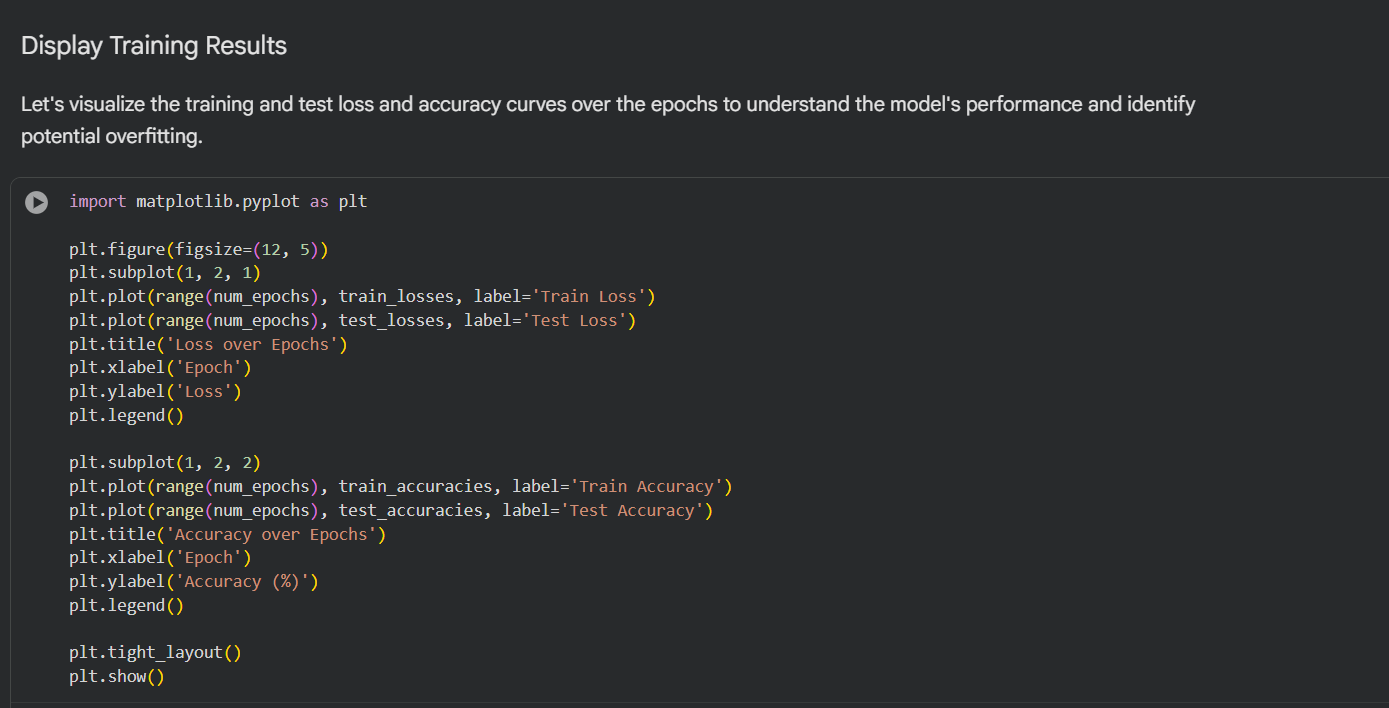 Display Training Results
Let's visualize the training and test loss and accuracy curves over the epochs to understand the model's performance and identify
potential overfitting.
import matplotlib.pyplot as plt
plt.figure(figsize=(12, 5))
plt.subplot(1, 2, 1)
plt.plot(range(num_epochs), train_losses, label='Train Loss')
plt.plot(range(num_epochs), test_losses, label='Test Loss')
plt.title('Loss over Epochs')
plt.xlabel('Epoch')
plt.ylabel('Loss')
plt.legend()
plt.subplot(1, 2, 2)
plt.plot(range(num_epochs), train_accuracies, label='Train Accuracy')
plt.plot(range(num_epochs), test_accuracies, label='Test Accuracy')
plt.title('Accuracy over Epochs')
plt.xlabel('Epoch')
plt.ylabel('Accuracy (%)')
plt.legend()
plt.tight_layout()
plt.show()